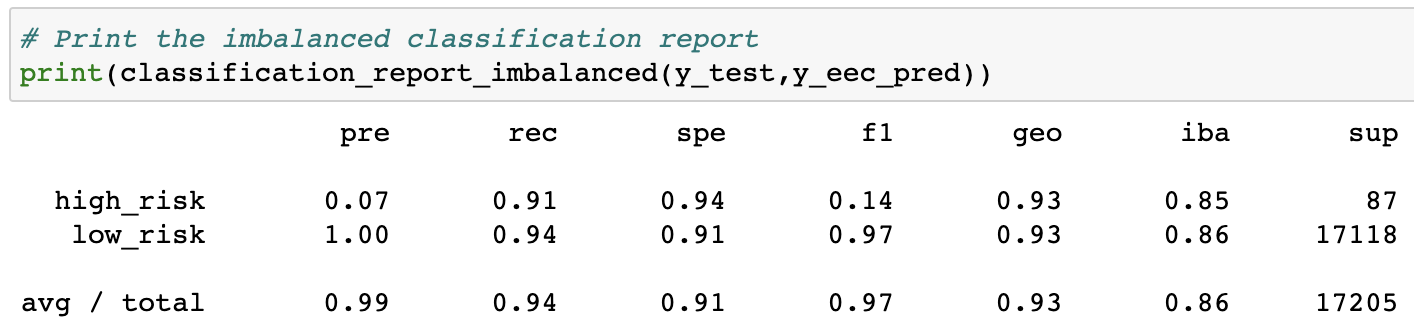 # Print the imbalanced classification report
print(classification_report_imbalanced(y_test,y_eec_pred))
pre rec spe f1 geo iba sup
high_risk 0.07 0.91 0.94 0.14 0.93 0.85 87
low_risk 1.00 0.94 0.91 0.97 0.93 0.86 17118
avg / total 0.99 0.94 0.91 0.97 0.93 0.86 17205